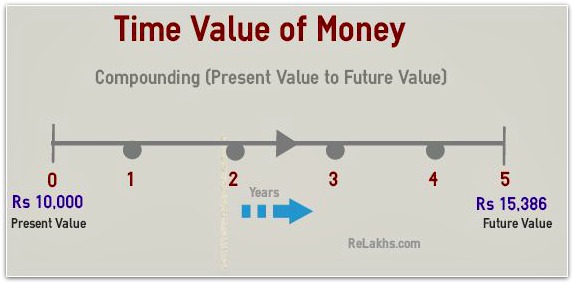 Time Value of Money
Compounding (Present Value to Future Value)
0 1 2 3 4 5
Years
Rs 10,000 Rs 15,386
Present Value Future Value
ReLakhs.com